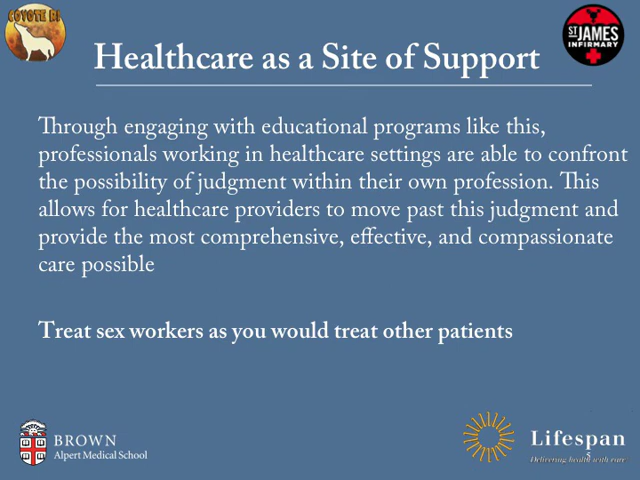 COYOTE RI
ST JAMES
INFIRMARY
Healthcare as a Site of Support
Through engaging with educational programs like this,
professionals working in healthcare settings are able to confront
the possibility of judgment within their own profession. This
allows for healthcare providers to move past this judgment and
provide the most comprehensive, effective, and compassionate
care possible
Treat sex workers as you would treat other patients
BROWN
Alpert Medical School
Lifespan
Delivering health with care.
5